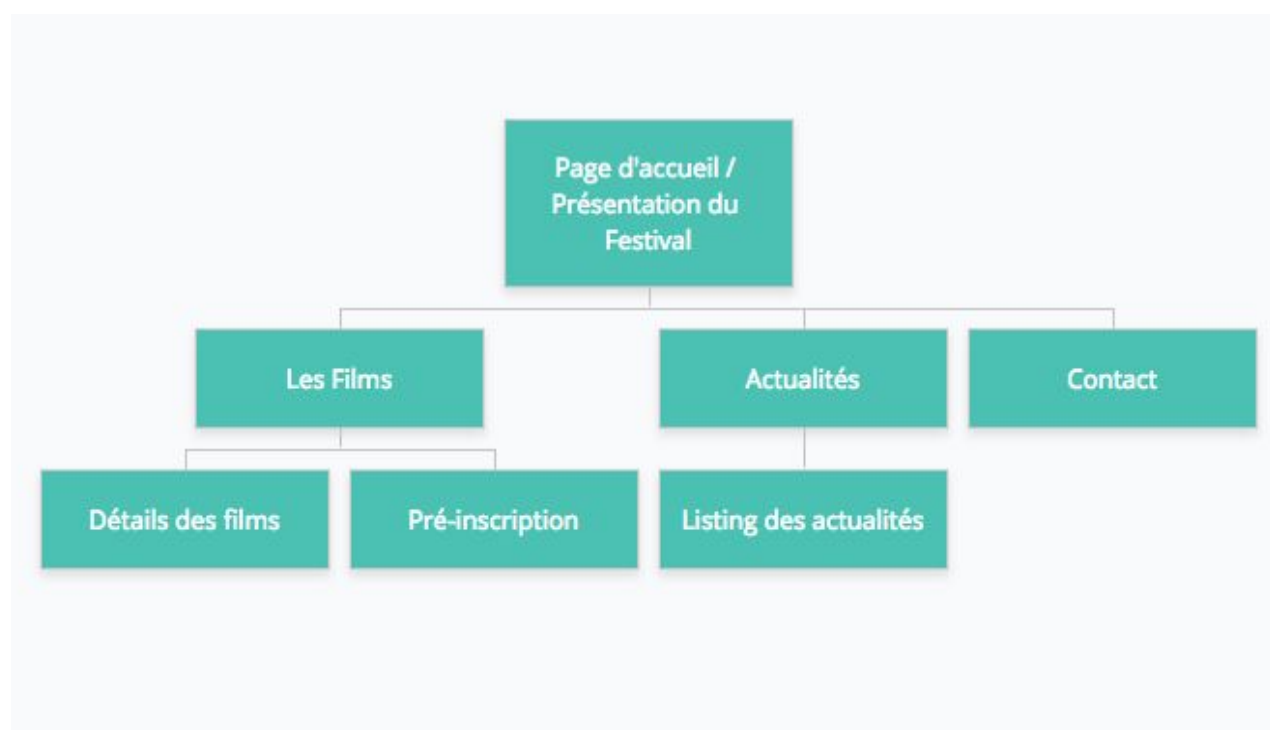 Page d'accueil /
Présentation du
Festival
Les Films
Actualités
Contact
Détails des films
Pré-inscription
Listing des actualités